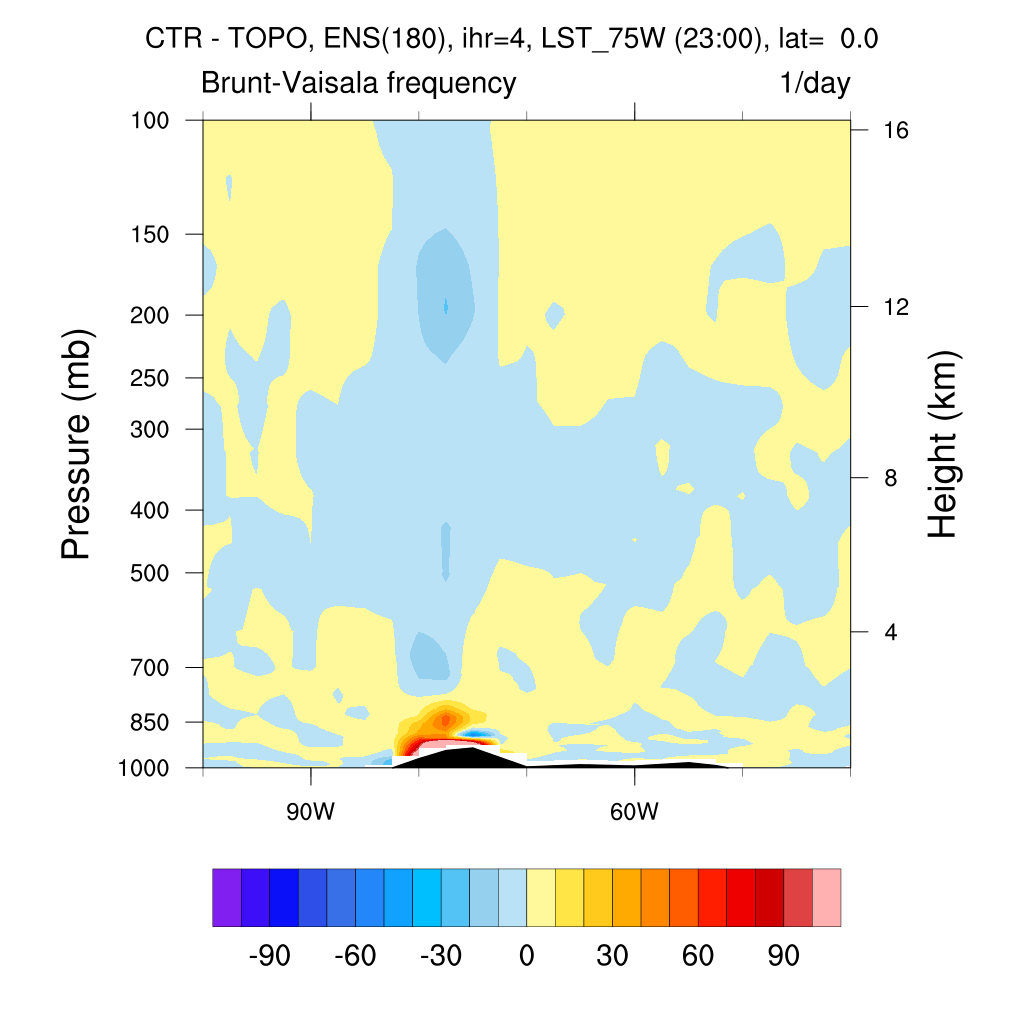 CTR - TOPO, ENS(180), ihr=4, LST_75W (23:00), lat=  0.0
Brunt-Vaisala frequency 1/day
100
150
200
250
300
400
500
700
850
1000
Pressure (mb)
16
12
8
4
Height (km)
90W 60W
-90 -60 -30 0 30 60 90